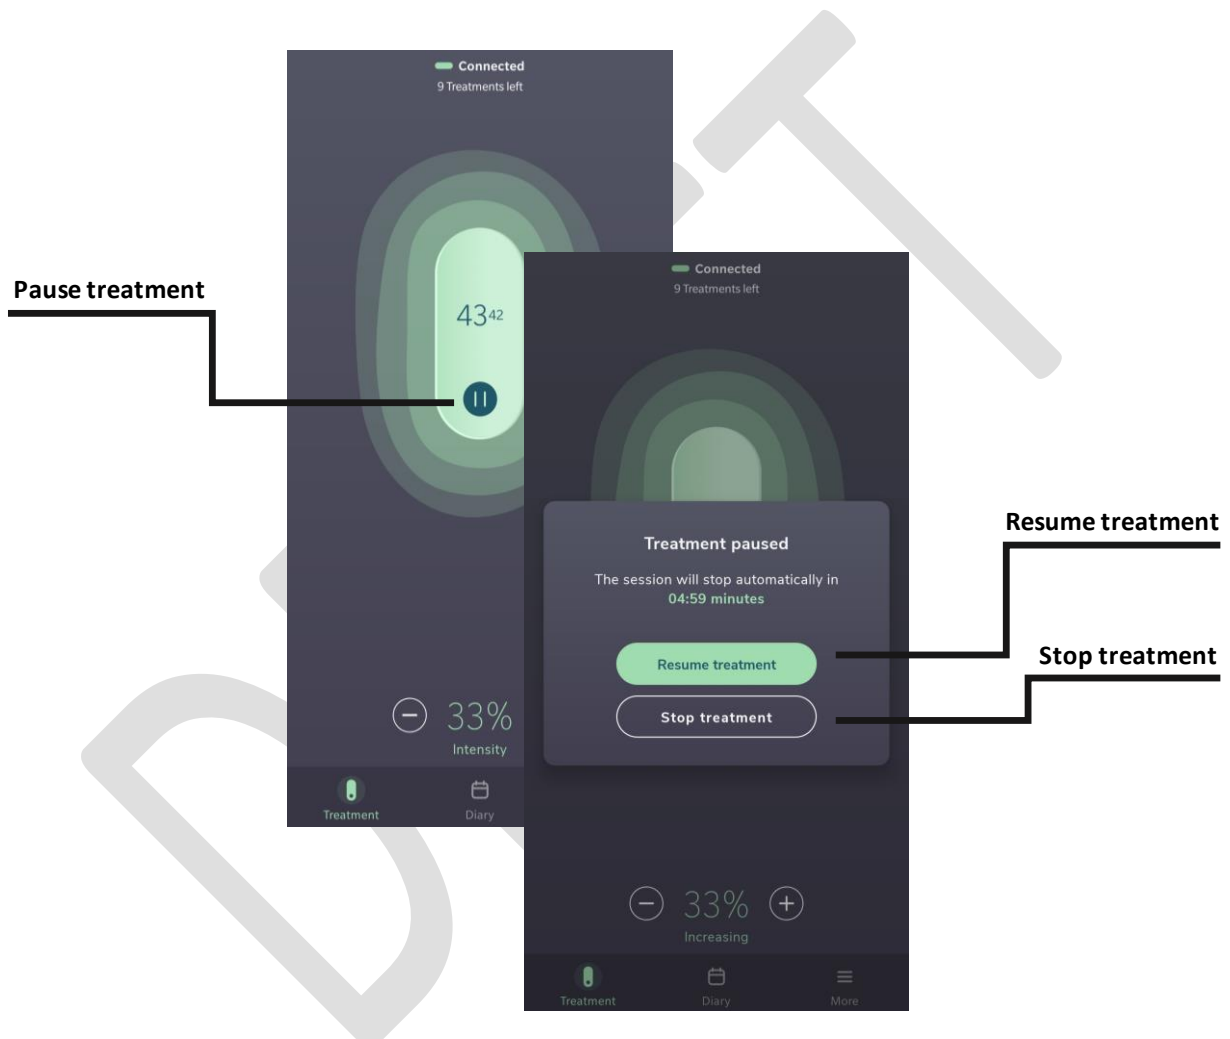 Connected
9 Treatments left
Pause treatment
43 42
33%
Intensity
Treatment
Diary
Connected
9 Treatments left
Treatment paused
The session will stop automatically in
04:59 minutes
Resume treatment
Stop treatment
Resume treatment
Stop treatment
33%
Increasing
Treatment
Diary
More
DRAFT